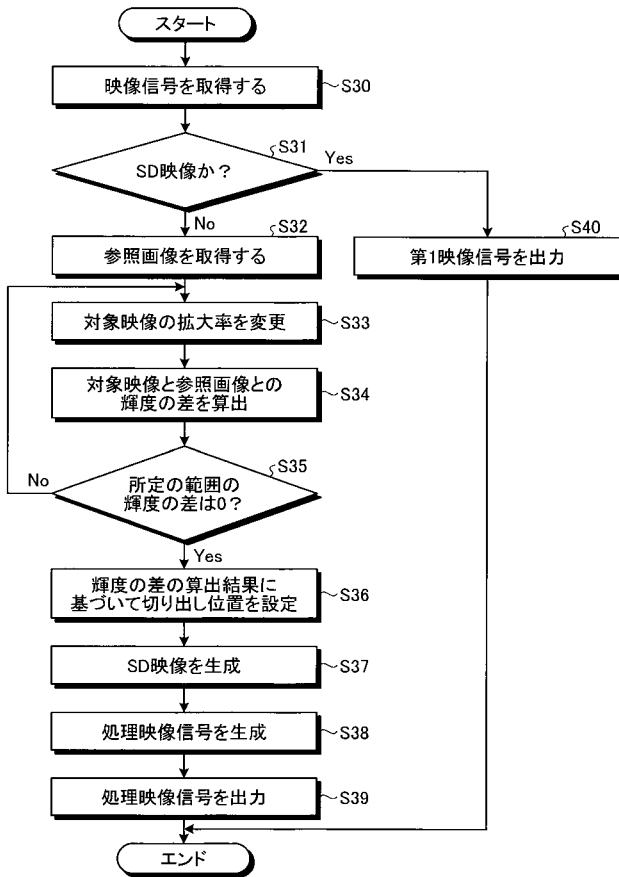 スタート
映像信号を取得する
S30
SD映像か？
S31
Yes
No
S32
参照画像を取得する
S40
第1映像信号を出力
対象映像の拡大率を変更
S33
対象映像と参照画像との
輝度の差を算出
S34
No
所定の範囲の
輝度の差は0？
S35
Yes
輝度の差の算出結果に
基づいて切り出し位置を設定
S36
SD映像を生成
S37
処理映像信号を生成
S38
処理映像信号を出力
S39
エンド